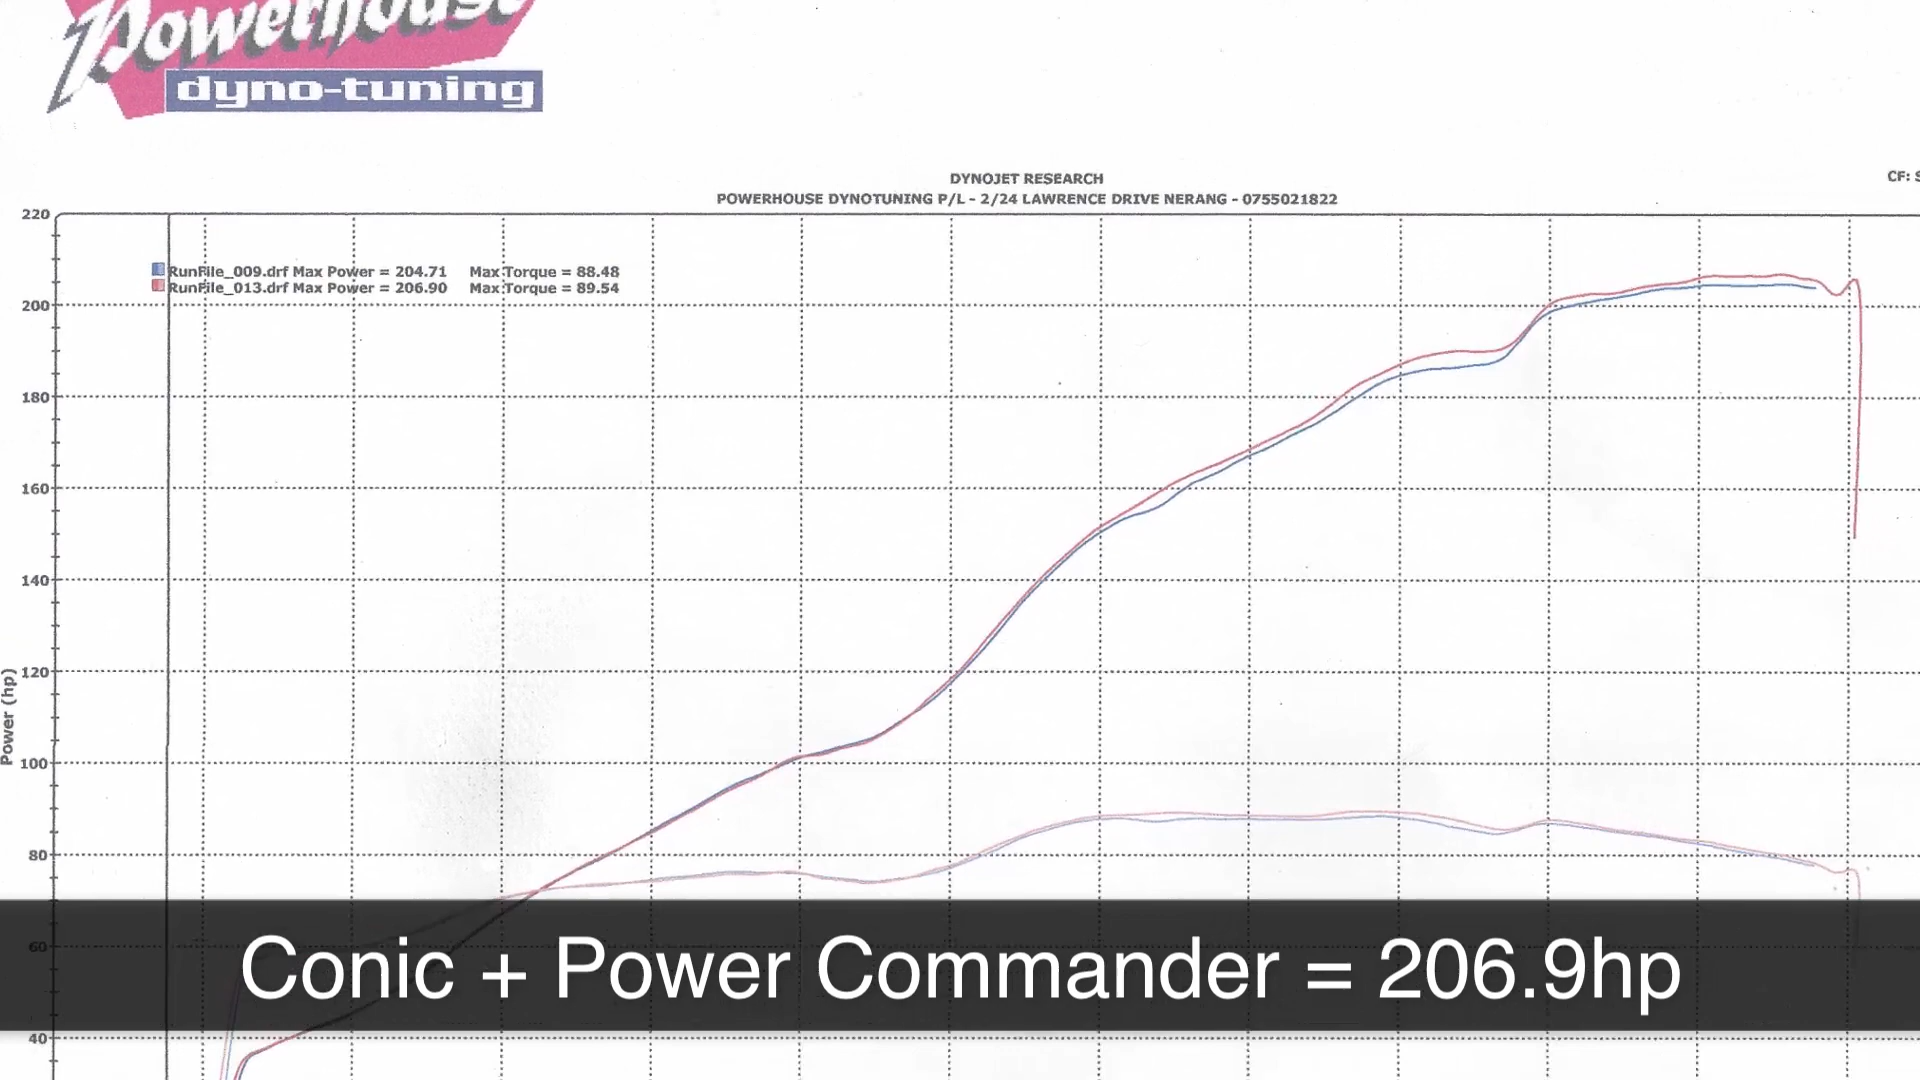 Powerhouse
dyno-tuning
DYNOJET RESEARCH
POWERHOUSE DYNOTUNING P/L - 2/24 LAWRENCE DRIVE NERANG - 0755021822
CF: S
220
RunFile_009.drf Max Power = 204.71 Max Torque = 88.48
RunFile_013.drf Max Power = 206.90 Max Torque = 89.54
200
180
160
140
120
Power (hp)
100
80
60
Conic + Power Commander = 206.9hp
40